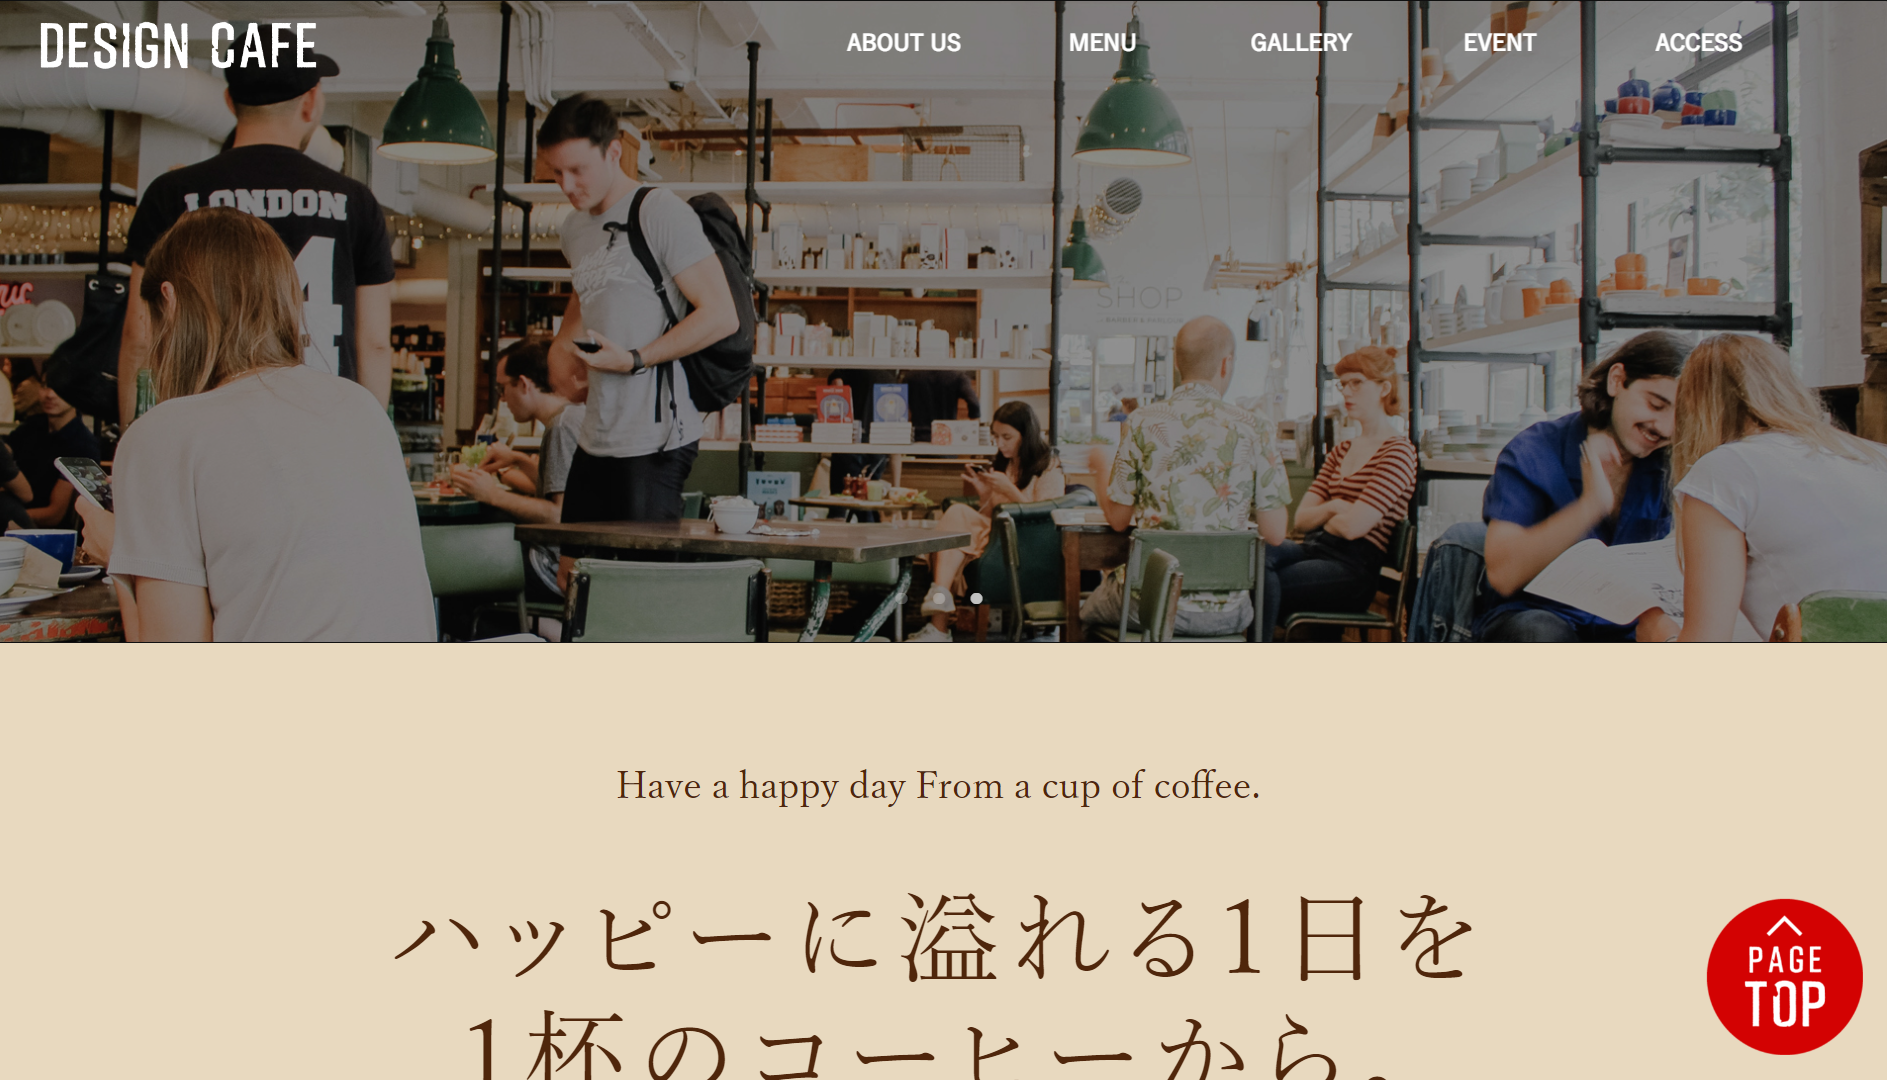 DESIGN CAFE
ABOUT US
MENU
GALLERY
EVENT
ACCESS
LONDON
4
SHOP
Have a happy day From a cup of coffee.
ハッピーに溢れる1日を
1杯のコーヒーから。
PAGE
TOP